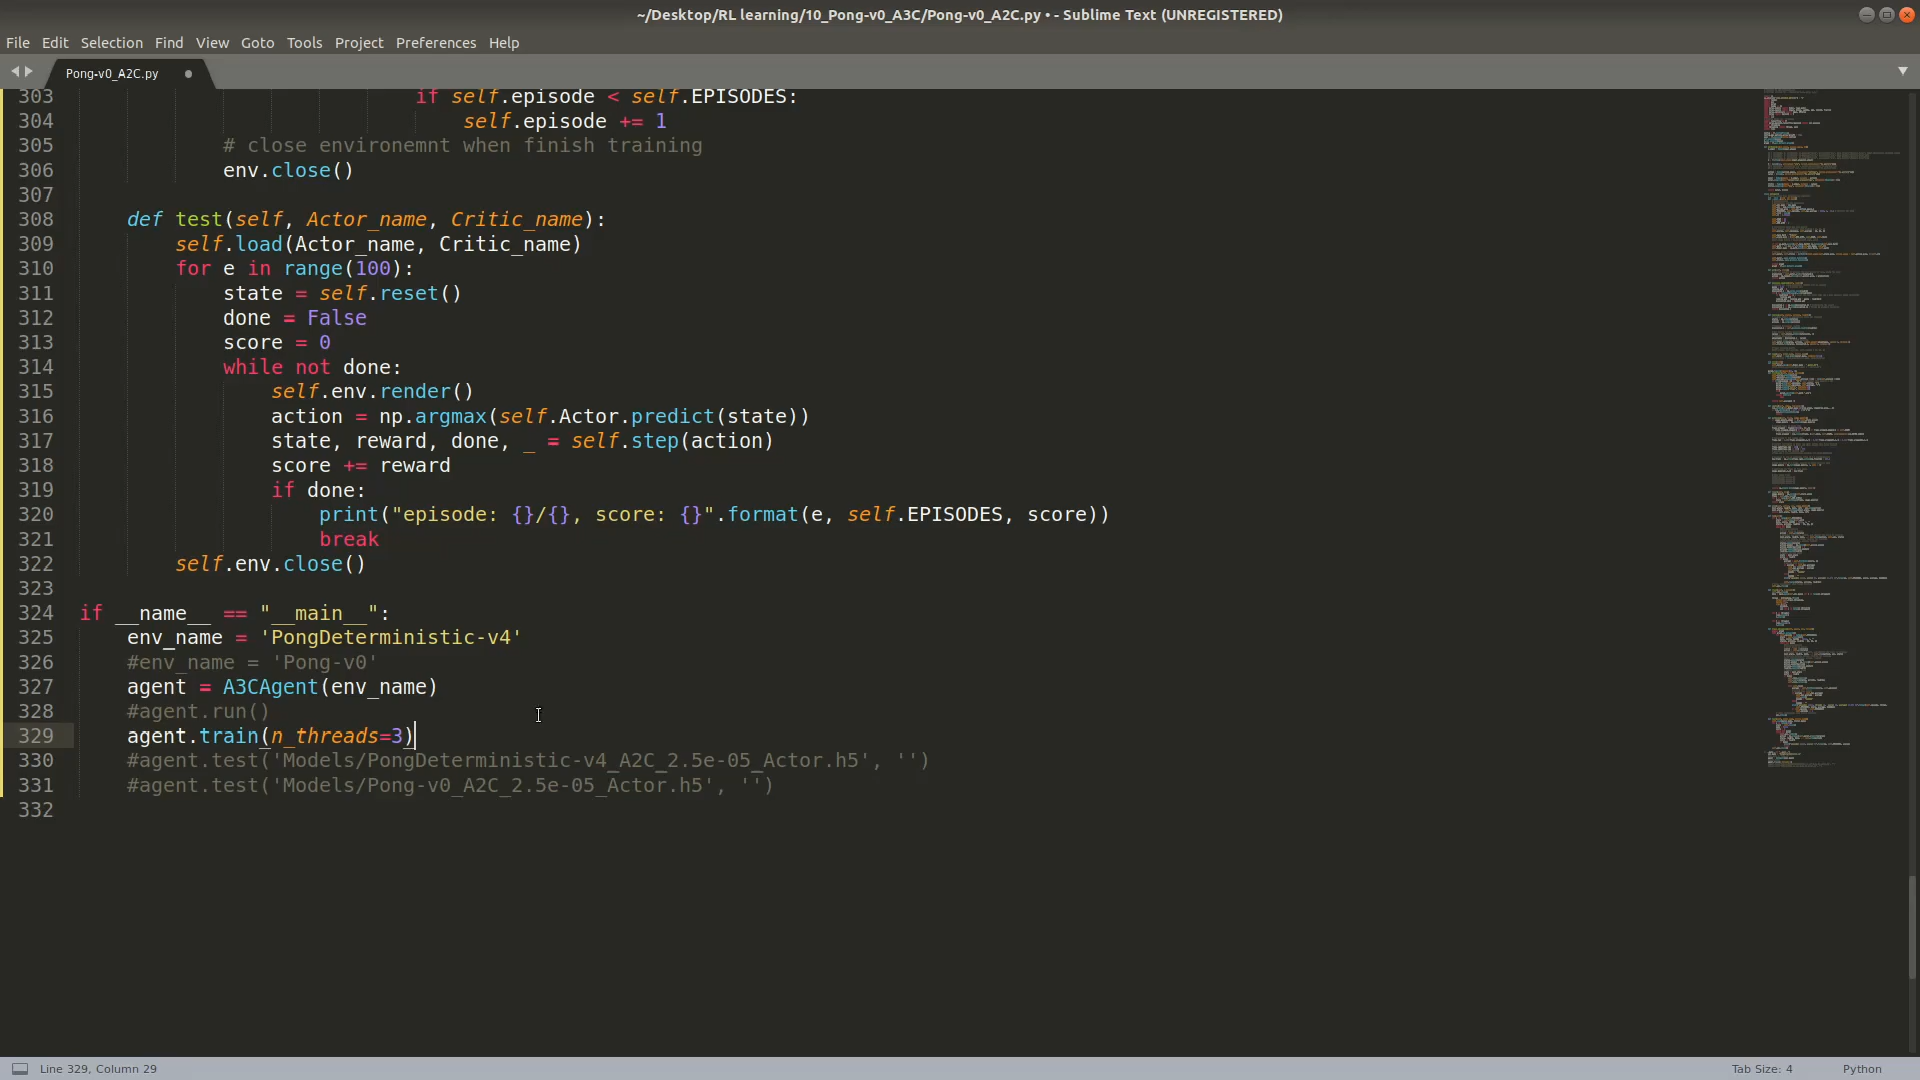 ~/Desktop/RL learning/10_Pong-v0_A3C/Pong-v0_A2C.py • - Sublime Text (UNREGISTERED)
File Edit Selection Find View Goto Tools Project Preferences Help
Pong-v0_A2C.py
303 if self.episode < self.EPISODES:
304 self.episode += 1
305 # close environemnt when finish training
306 env.close()
307
308 def test(self, Actor_name, Critic_name):
309 self.load(Actor_name, Critic_name)
310 for e in range(100):
311 state = self.reset()
312 done = False
313 score = 0
314 while not done:
315 self.env.render()
316 action = np.argmax(self.Actor.predict(state))
317 state, reward, done, _ = self.step(action)
318 score += reward
319 if done:
320 print("episode: {}/{}, score: {}".format(e, self.EPISODES, score))
321 break
322 self.env.close()
323
324 if __name__ == "__main__":
325 env_name = 'PongDeterministic-v4'
326 #env_name = 'Pong-v0'
327 agent = A3CAgent(env_name)
328 #agent.run()
329 agent.train(n_threads=3)
330 #agent.test('Models/PongDeterministic-v4_A2C_2.5e-05_Actor.h5', '')
331 #agent.test('Models/Pong-v0_A2C_2.5e-05_Actor.h5', '')
332
Line 329, Column 29 Tab Size: 4 Python